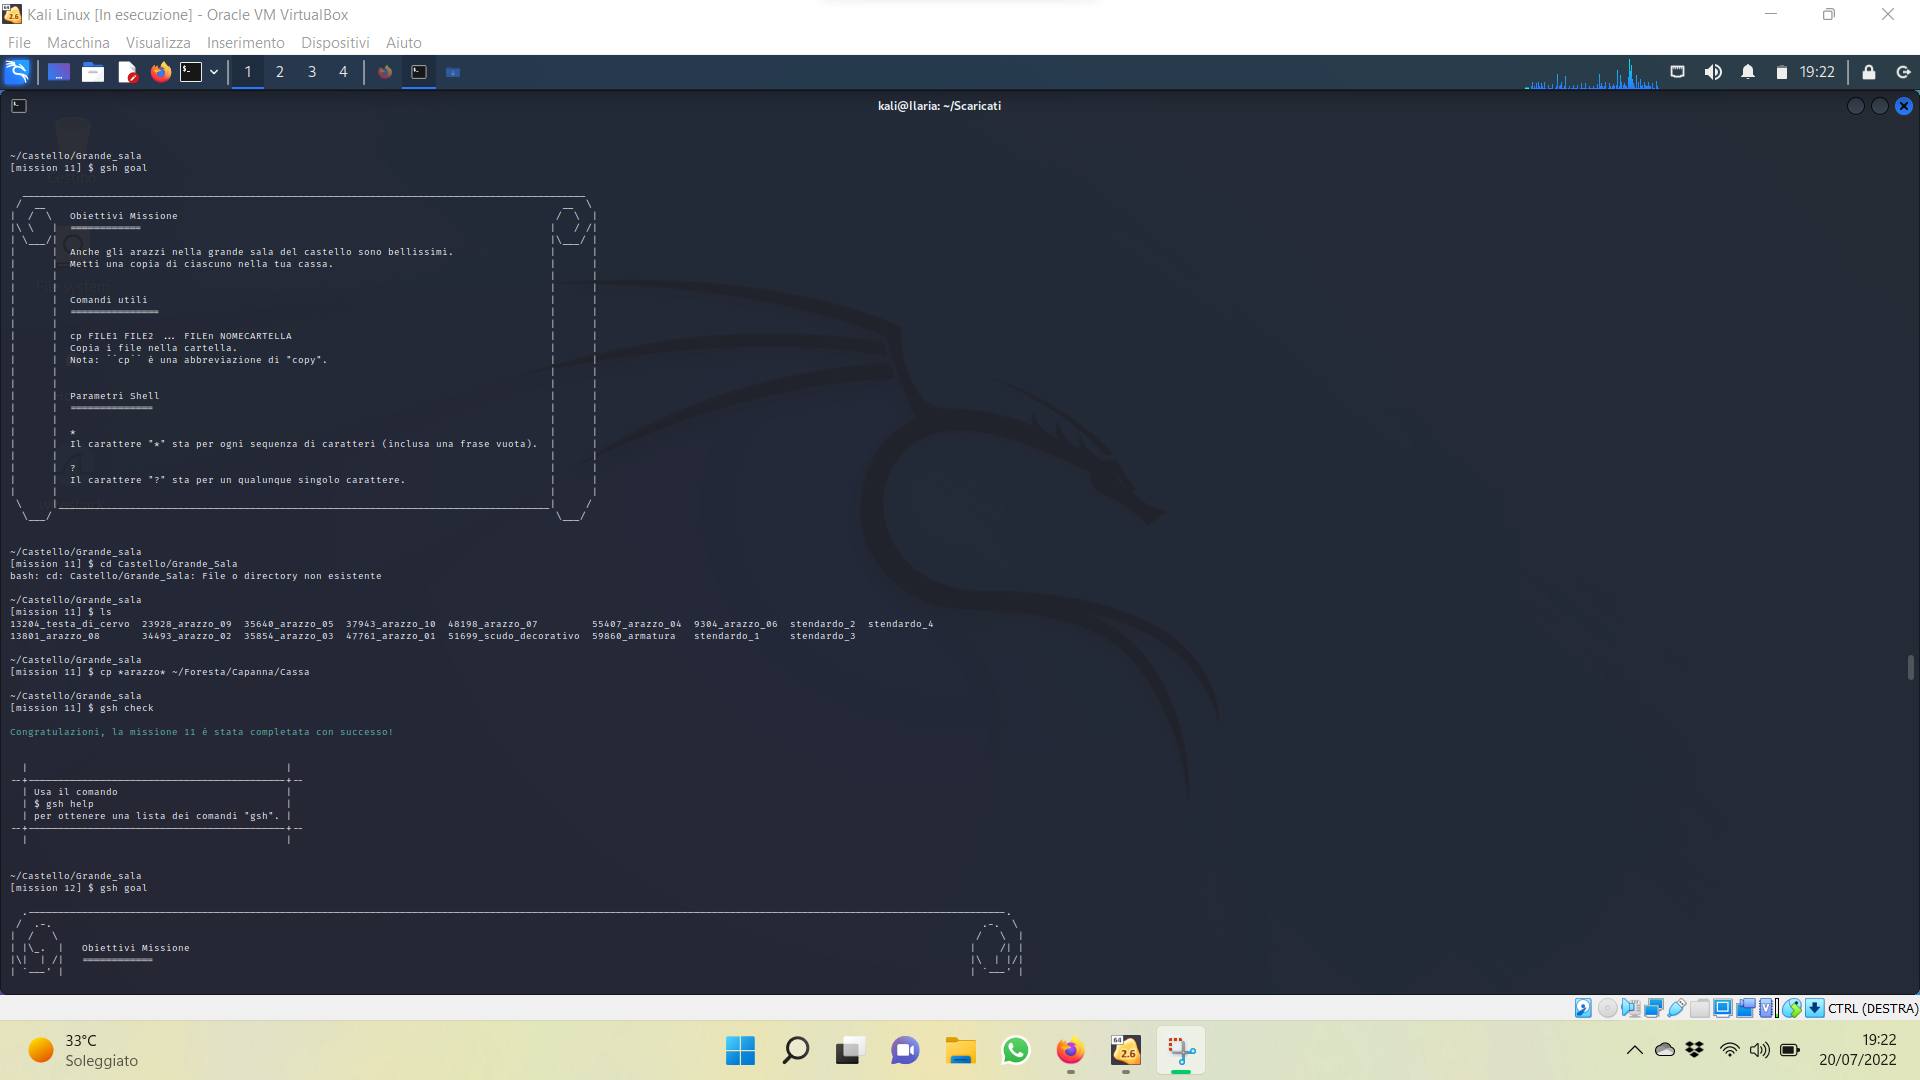 Kali Linux [In esecuzione] - Oracle VM VirtualBox
File Macchina Visualizza Inserimento Dispositivi Aiuto
1 2 3 4 19:22
kali@Ilaria: ~/Scaricati
~/Castello/Grande_sala
[mission 11] $ gsh goal
Obiettivi Missione
============
Anche gli arazzi nella grande sala del castello sono bellissimi.
Metti una copia di ciascuno nella tua cassa.
Comandi utili
===============
cp FILE1 FILE2 ... FILEn NOMECARTELLA
Copia i file nella cartella.
Nota: ``cp`` è una abbreviazione di "copy".
Parametri Shell
==============
*
Il carattere "*" sta per ogni sequenza di caratteri (inclusa una frase vuota).
?
Il carattere "?" sta per un qualunque singolo carattere.
~/Castello/Grande_sala
[mission 11] $ cd Castello/Grande_Sala
bash: cd: Castello/Grande_Sala: File o directory non esistente
~/Castello/Grande_sala
[mission 11] $ ls
13204_testa_di_cervo 23928_arazzo_09 35640_arazzo_05 37943_arazzo_10 48198_arazzo_07 55407_arazzo_04 9304_arazzo_06 stendardo_2 stendardo_4
13801_arazzo_08 34493_arazzo_02 35854_arazzo_03 47761_arazzo_01 51699_scudo_decorativo 59860_armatura stendardo_1 stendardo_3
~/Castello/Grande_sala
[mission 11] $ cp *arazzo* ~/Foresta/Capanna/Cassa
~/Castello/Grande_sala
[mission 11] $ gsh check
Congratulazioni, la missione 11 è stata completata con successo!
Usa il comando
$ gsh help
per ottenere una lista dei comandi "gsh".
~/Castello/Grande_sala
[mission 12] $ gsh goal
Obiettivi Missione
============
CTRL (DESTRA)
33°C
Soleggiato
19:22
20/07/2022